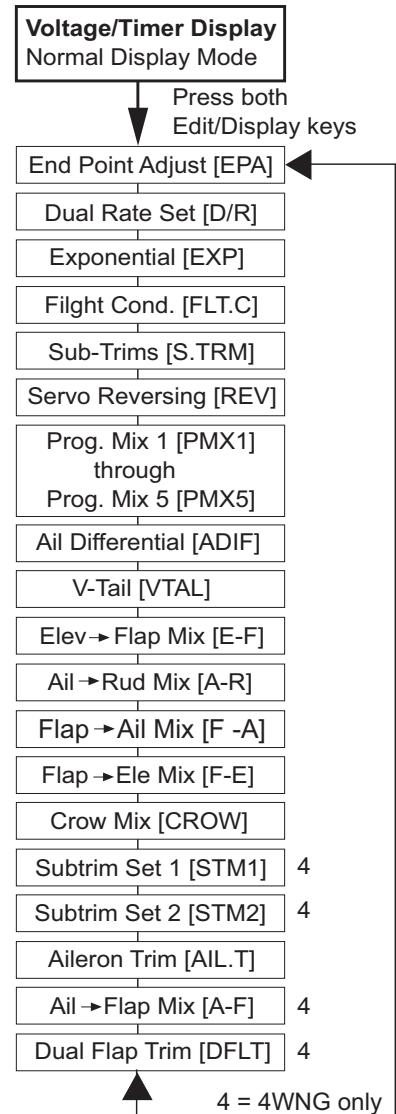 Voltage/Timer Display
Normal Display Mode
Press both
Edit/Display keys
End Point Adjust [EPA]
Dual Rate Set [D/R]
Exponential [EXP]
Filght Cond. [FLT.C]
Sub-Trims [S.TRM]
Servo Reversing [REV]
Prog. Mix 1 [PMX1]
through
Prog. Mix 5 [PMX5]
Ail Differential [ADIF]
V-Tail [VTAL]
Elev→Flap Mix [E-F]
Ail→Rud Mix [A-R]
Flap→Ail Mix [F -A]
Flap→Ele Mix [F-E]
Crow Mix [CROW]
Subtrim Set 1 [STM1] 4
Subtrim Set 2 [STM2] 4
Aileron Trim [AIL.T]
Ail→Flap Mix [A-F] 4
Dual Flap Trim [DFLT] 4
4 = 4WNG only